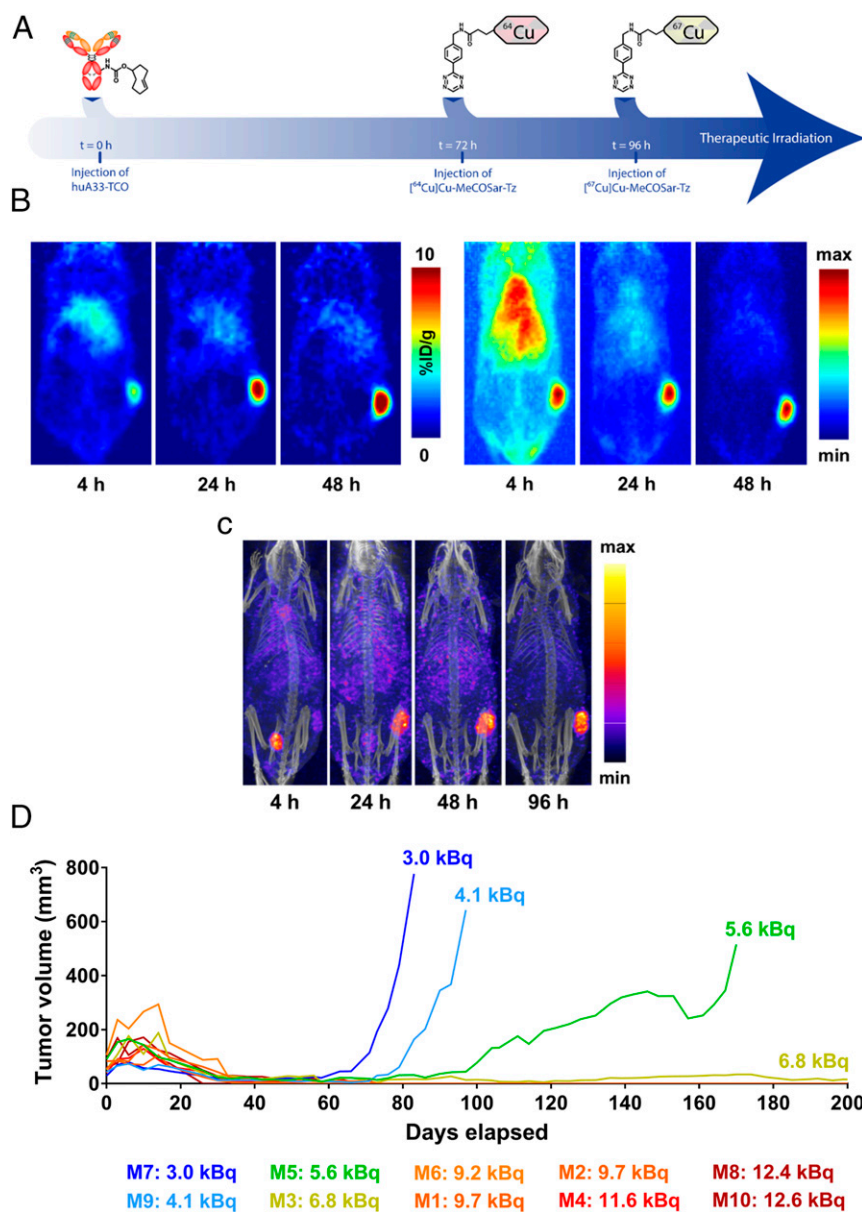 A
HN
O
⁶⁴Cu
HN
O
⁶⁷Cu
N
H
O
O
N N
N N
N N
N N
t = 0 h
t = 72 h
t = 96 h
Therapeutic Irradiation
Injection of
huA33-TCO
Injection of
[⁶⁴Cu]Cu-MeCOSar-Tz
Injection of
[⁶⁷Cu]Cu-MeCOSar-Tz
B
10
%ID/g
0
4 h
24 h
48 h
max
min
4 h
24 h
48 h
C
max
min
4 h
24 h
48 h
96 h
D
Tumor volume (mm³)
800
600
400
200
0
3.0 kBq
4.1 kBq
5.6 kBq
6.8 kBq
0 20 40 60 80 100 120 140 160 180 200
Days elapsed
M7: 3.0 kBq M5: 5.6 kBq M6: 9.2 kBq M2: 9.7 kBq M8: 12.4 kBq
M9: 4.1 kBq M3: 6.8 kBq M1: 9.7 kBq M4: 11.6 kBq M10: 12.6 kBq